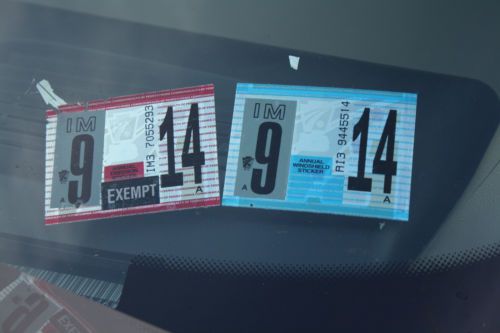 IM
9
A
IM3 7055293
14
A
EXEMPT
IM
9
A
ANNUAL
WINDSHIELD
STICKER
AI3 9445514
14
A